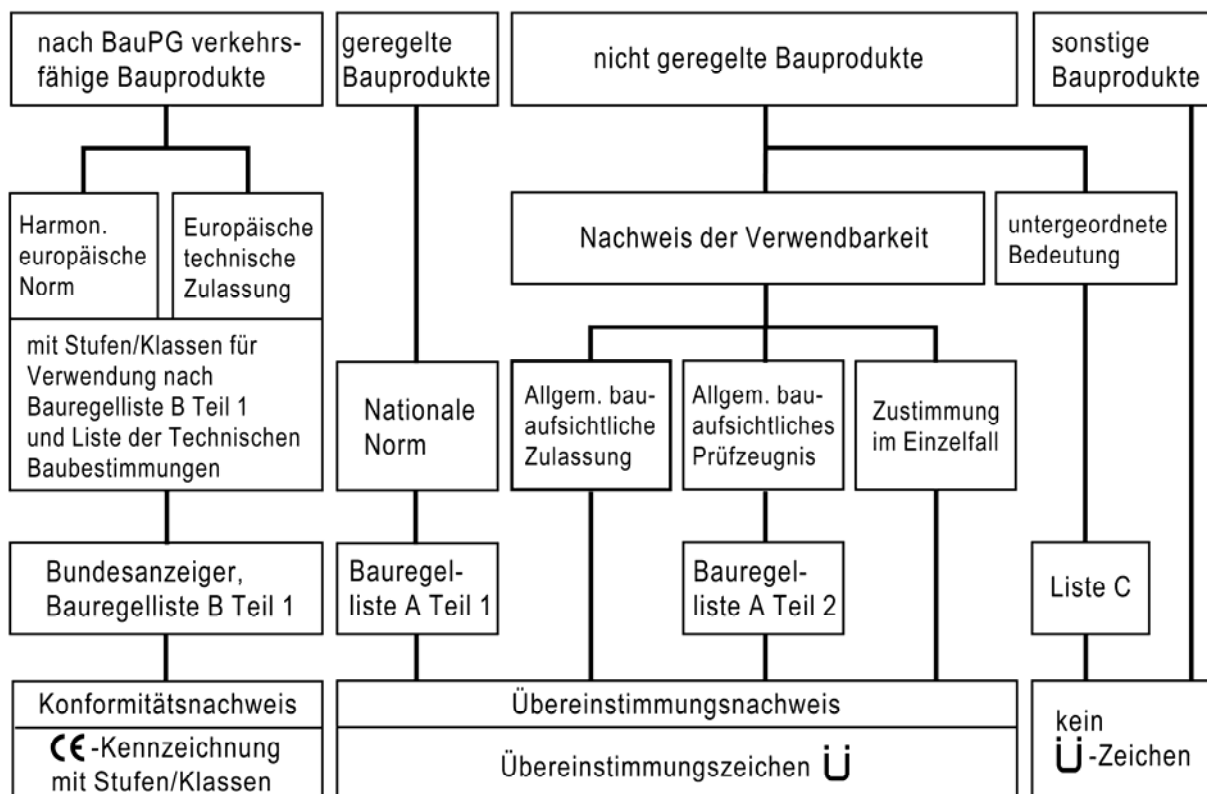 nach BauPG verkehrs-
fähige Bauprodukte
geregelte
Bauprodukte
nicht geregelte Bauprodukte
sonstige
Bauprodukte
Harmon.
europäische
Norm
Europäische
technische
Zulassung
Nachweis der Verwendbarkeit
untergeordnete
Bedeutung
mit Stufen/Klassen für
Verwendung nach
Bauregelliste B Teil 1
und Liste der Technischen
Baubestimmungen
Nationale
Norm
Allgem. bau-
aufsichtliche
Zulassung
Allgem. bau-
aufsichtliches
Prüfzeugnis
Zustimmung
im Einzelfall
Bundesanzeiger,
Bauregelliste B Teil 1
Bauregel-
liste A Teil 1
Bauregel-
liste A Teil 2
Liste C
Konformitätsnachweis
CE-Kennzeichnung
mit Stufen/Klassen
Übereinstimmungsnachweis
Übereinstimmungszeichen Ü
kein
Ü-Zeichen